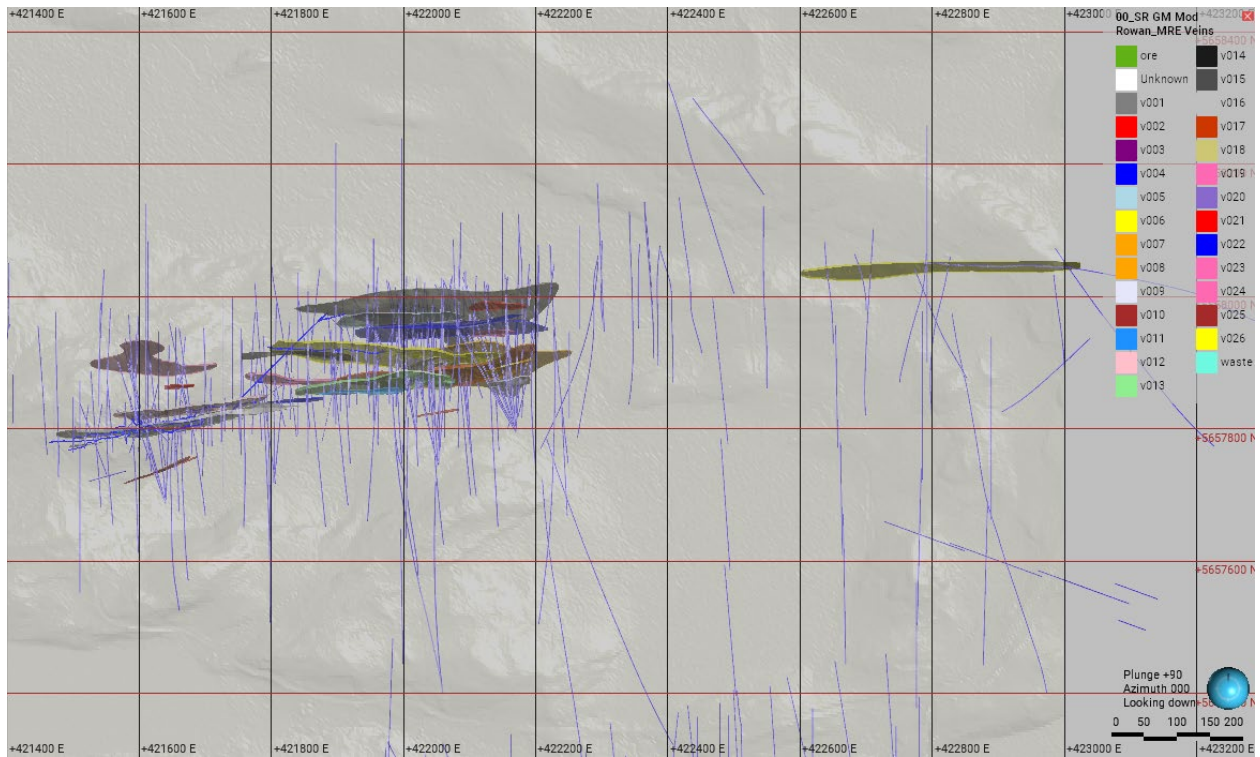 +421400 E +421600 E +421800 E +422000 E +422200 E +422400 E +422600 E +422800 E +423000 +423200 E
00_SR GM Mod
Rowan_MRE Veins
+5658400 N
ore v014
Unknown v015
v001 v016
v002 v017
v003 v018
v004 v019
v005 v020
v006 v021
v007 v022
v008 v023
v009 v024
v010 v025
v011 v026
v012 waste
v013
+5658000 N
+5657800 N
+5657600 N
Plunge +90
Azimuth 000
Looking down
0 50 100 150 200
+421400 E +421600 E +421800 E +422000 E +422200 E +422400 E +422600 E +422800 E +423000 E +423200 E